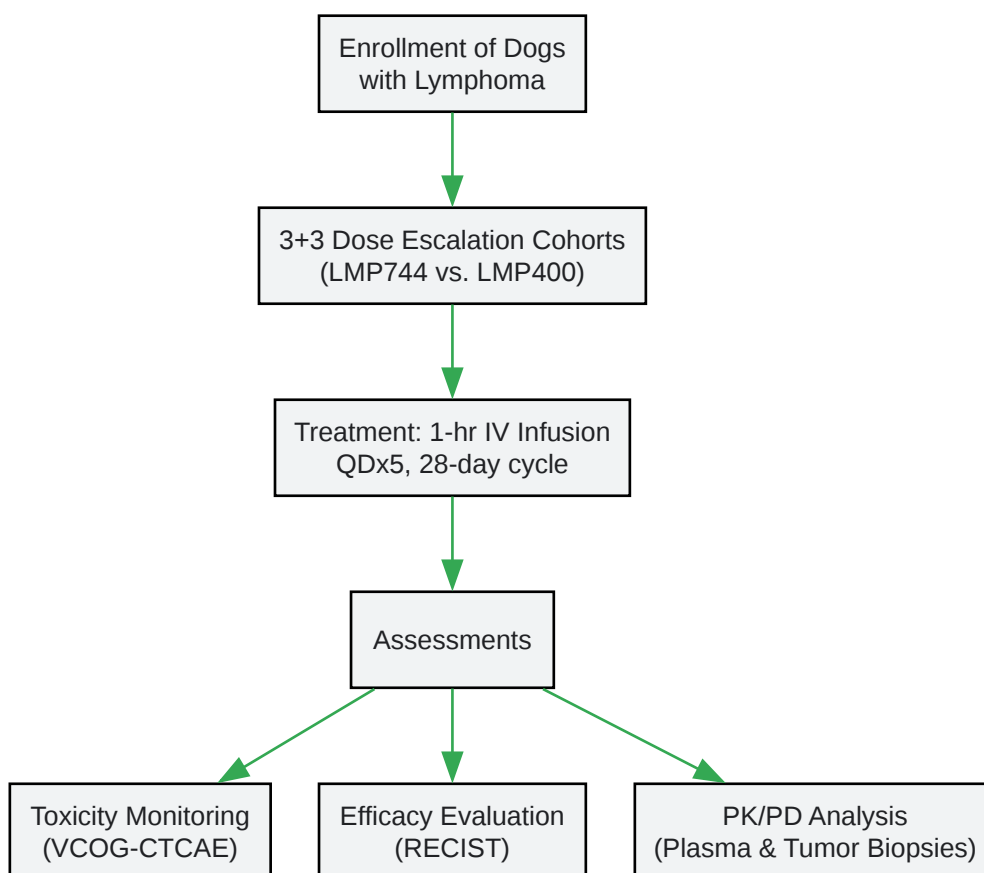 Enrollment of Dogs
with Lymphoma
3+3 Dose Escalation Cohorts
(LMP744 vs. LMP400)
Treatment: 1-hr IV Infusion
QDx5, 28-day cycle
Assessments
Toxicity Monitoring
(VCOG-CTCAE)
Efficacy Evaluation
(RECIST)
PK/PD Analysis
(Plasma & Tumor Biopsies)